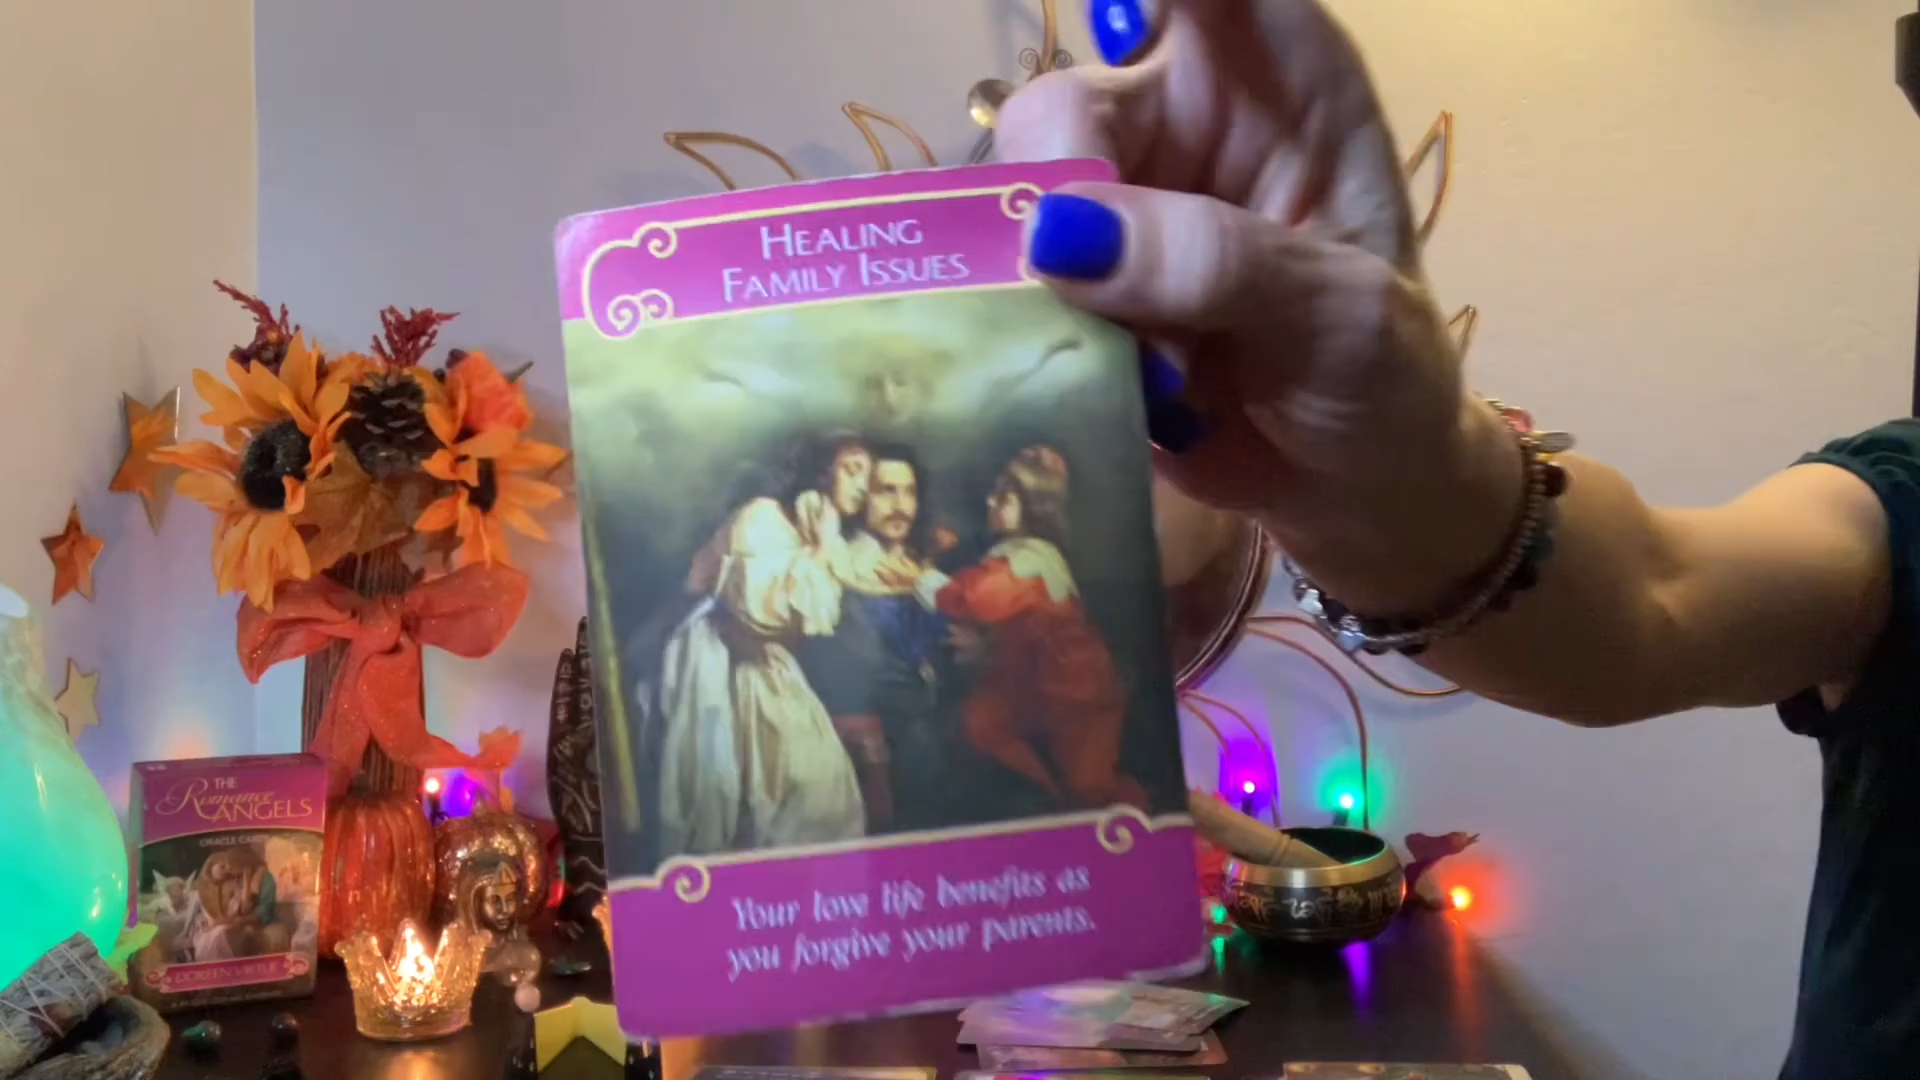 HEALING
FAMILY ISSUES
Your love life benefits as
you forgive your parents.
THE
Romance
ANGELS
ORACLE CARDS
DOREEN VIRTUE